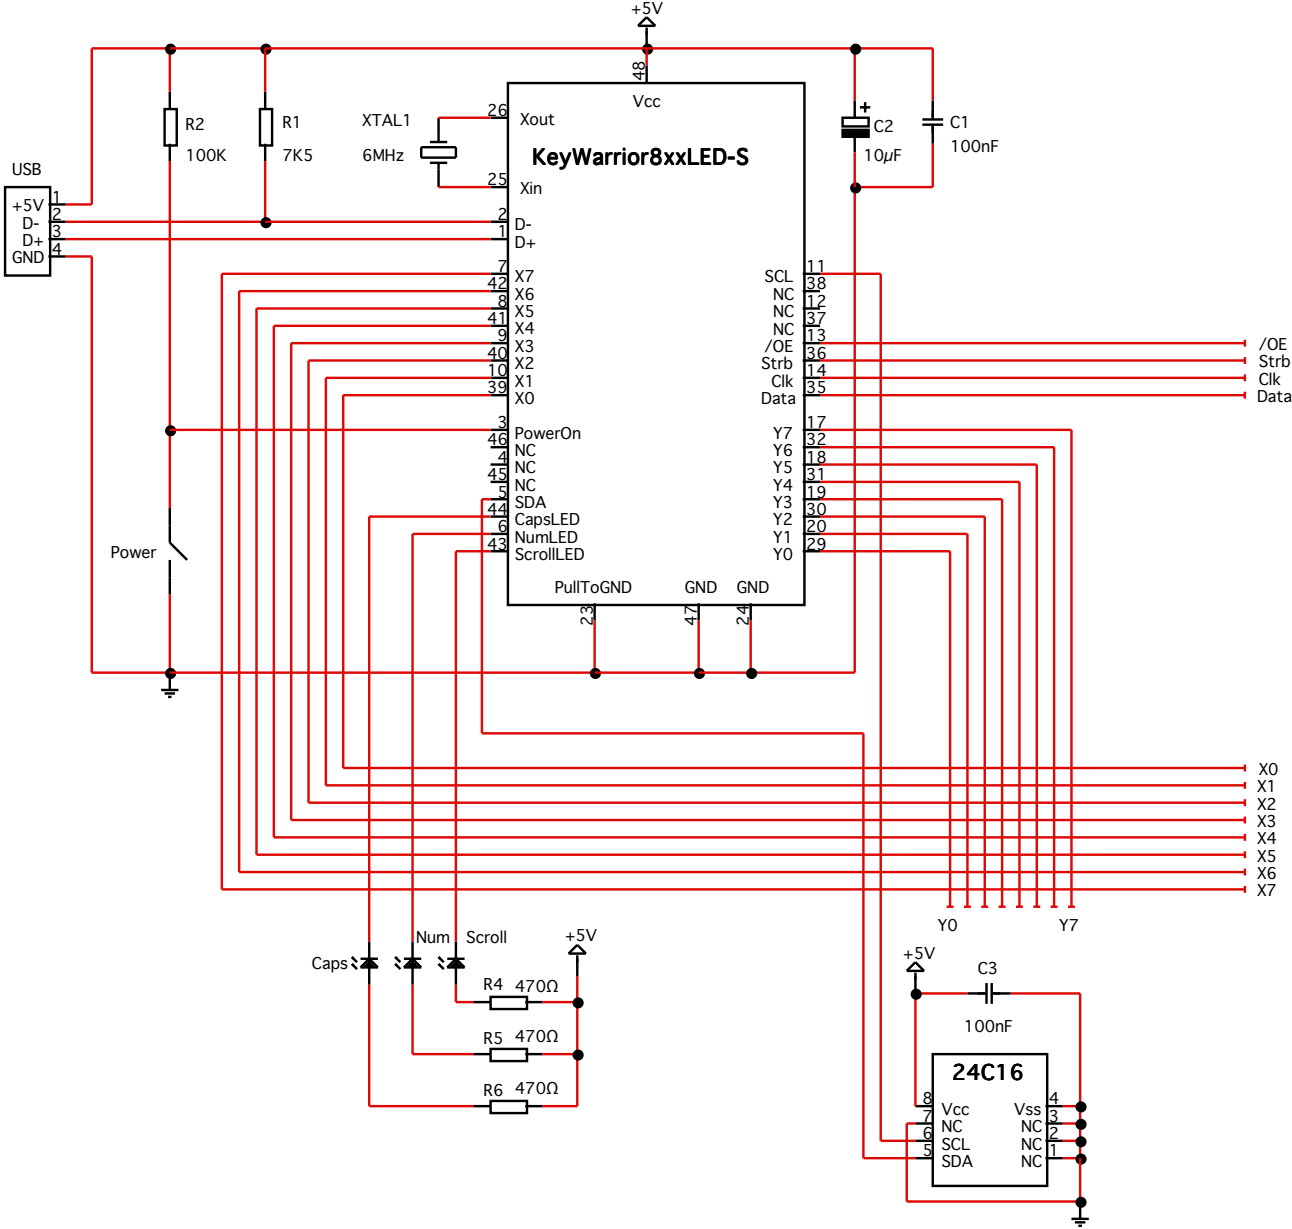 +5V
48
Vcc
R2
100K
R1
7K5
XTAL1
6MHz
26
Xout
KeyWarrior8xxLED-S
25
Xin
+
C2
10µF
C1
100nF
USB
+5V 1
D- 2
D+ 3
GND 4
2 D-
1 D+
7 X7
42 X6
8 X5
41 X4
9 X3
40 X2
10 X1
39 X0
3 PowerOn
46 NC
4 NC
45 NC
5 SDA
44 CapsLED
6 NumLED
43 ScrollLED
SCL 11
NC 38
NC 12
NC 37
/OE 13
Strb 36
Clk 14
Data 35
Y7 17
Y6 32
Y5 18
Y4 31
Y3 19
Y2 30
Y1 20
Y0 29
/OE
Strb
Clk
Data
Power
PullToGND GND GND
23 47 24
X0
X1
X2
X3
X4
X5
X6
X7
Y0 Y7
Caps Num Scroll
+5V
R4 470Ω
R5 470Ω
R6 470Ω
+5V
C3
100nF
24C16
8 Vcc Vss 4
7 NC NC 3
6 SCL NC 2
5 SDA NC 1